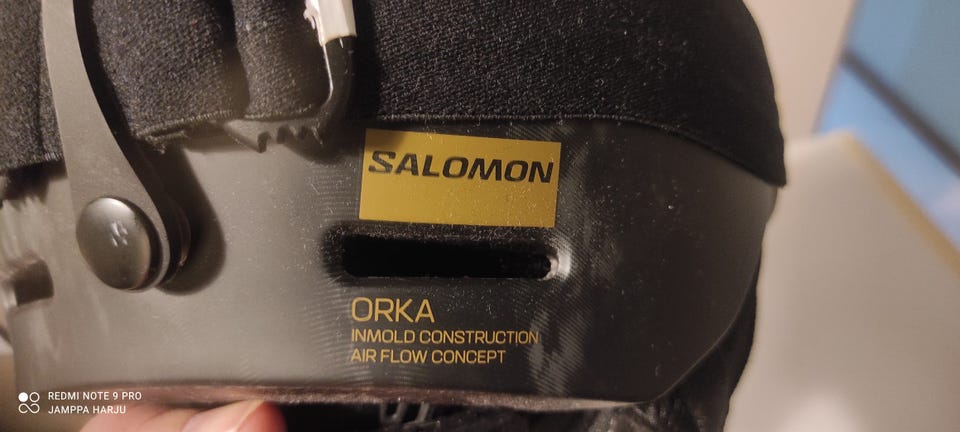 SALOMON
ORKA
INMOLD CONSTRUCTION
AIR FLOW CONCEPT
REDMI NOTE 9 PRO
JAMPPA HARJU